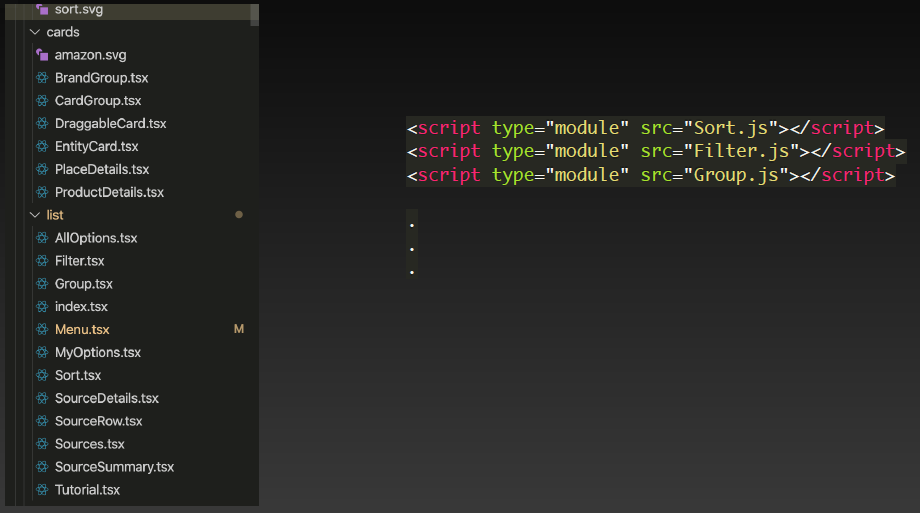 sort.svg
cards
amazon.svg
BrandGroup.tsx
CardGroup.tsx
DraggableCard.tsx
EntityCard.tsx
PlaceDetails.tsx
ProductDetails.tsx
list
AllOptions.tsx
Filter.tsx
Group.tsx
index.tsx
Menu.tsx M
MyOptions.tsx
Sort.tsx
SourceDetails.tsx
SourceRow.tsx
Sources.tsx
SourceSummary.tsx
Tutorial.tsx
<script type="module" src="Sort.js"></script>
<script type="module" src="Filter.js"></script>
<script type="module" src="Group.js"></script>
.
.
.